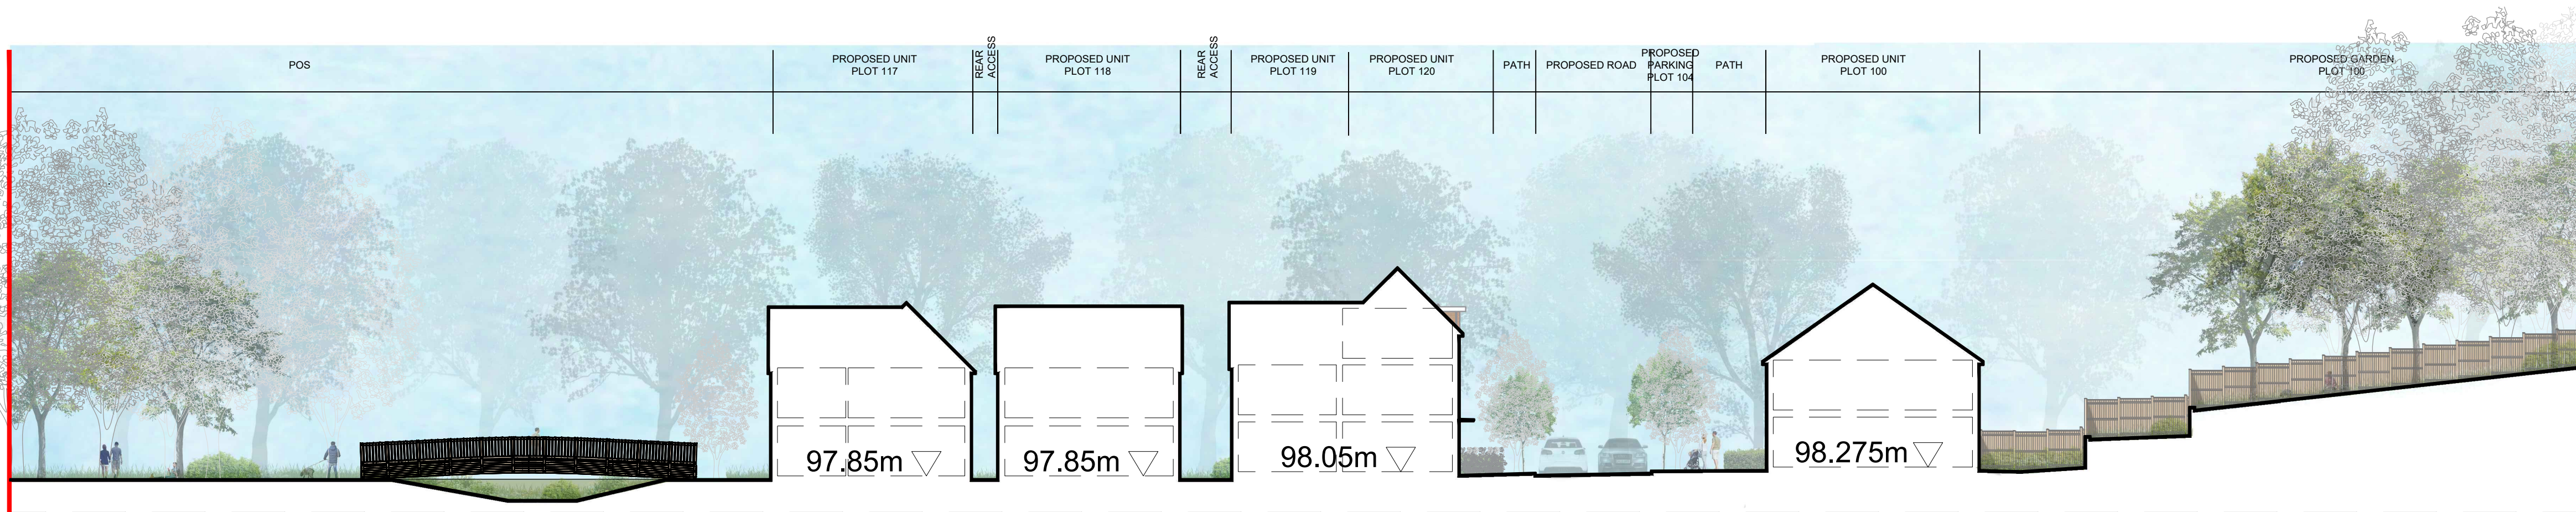 POS
PROPOSED UNIT
PLOT 117
REAR
ACCESS
PROPOSED UNIT
PLOT 118
REAR
ACCESS
PROPOSED UNIT
PLOT 119
PROPOSED UNIT
PLOT 120
PATH
PROPOSED ROAD
PROPOSED
PARKING
PLOT 104
PATH
PROPOSED UNIT
PLOT 100
PROPOSED GARDEN
PLOT 100
97.85m
97.85m
98.05m
98.275m